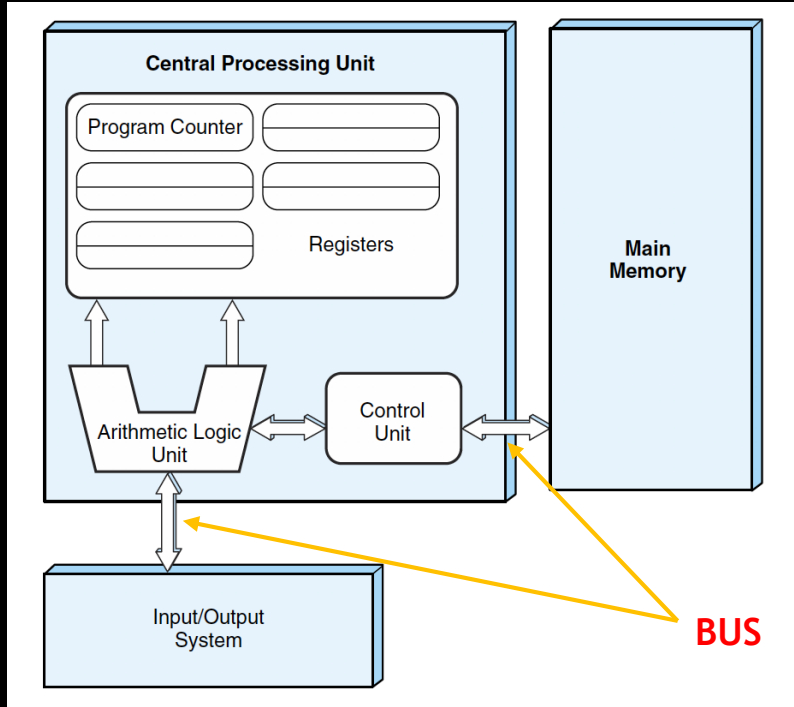 Central Processing Unit
Program Counter
Registers
Main
Memory
Arithmetic Logic
Unit
Control
Unit
Input/Output
System
BUS